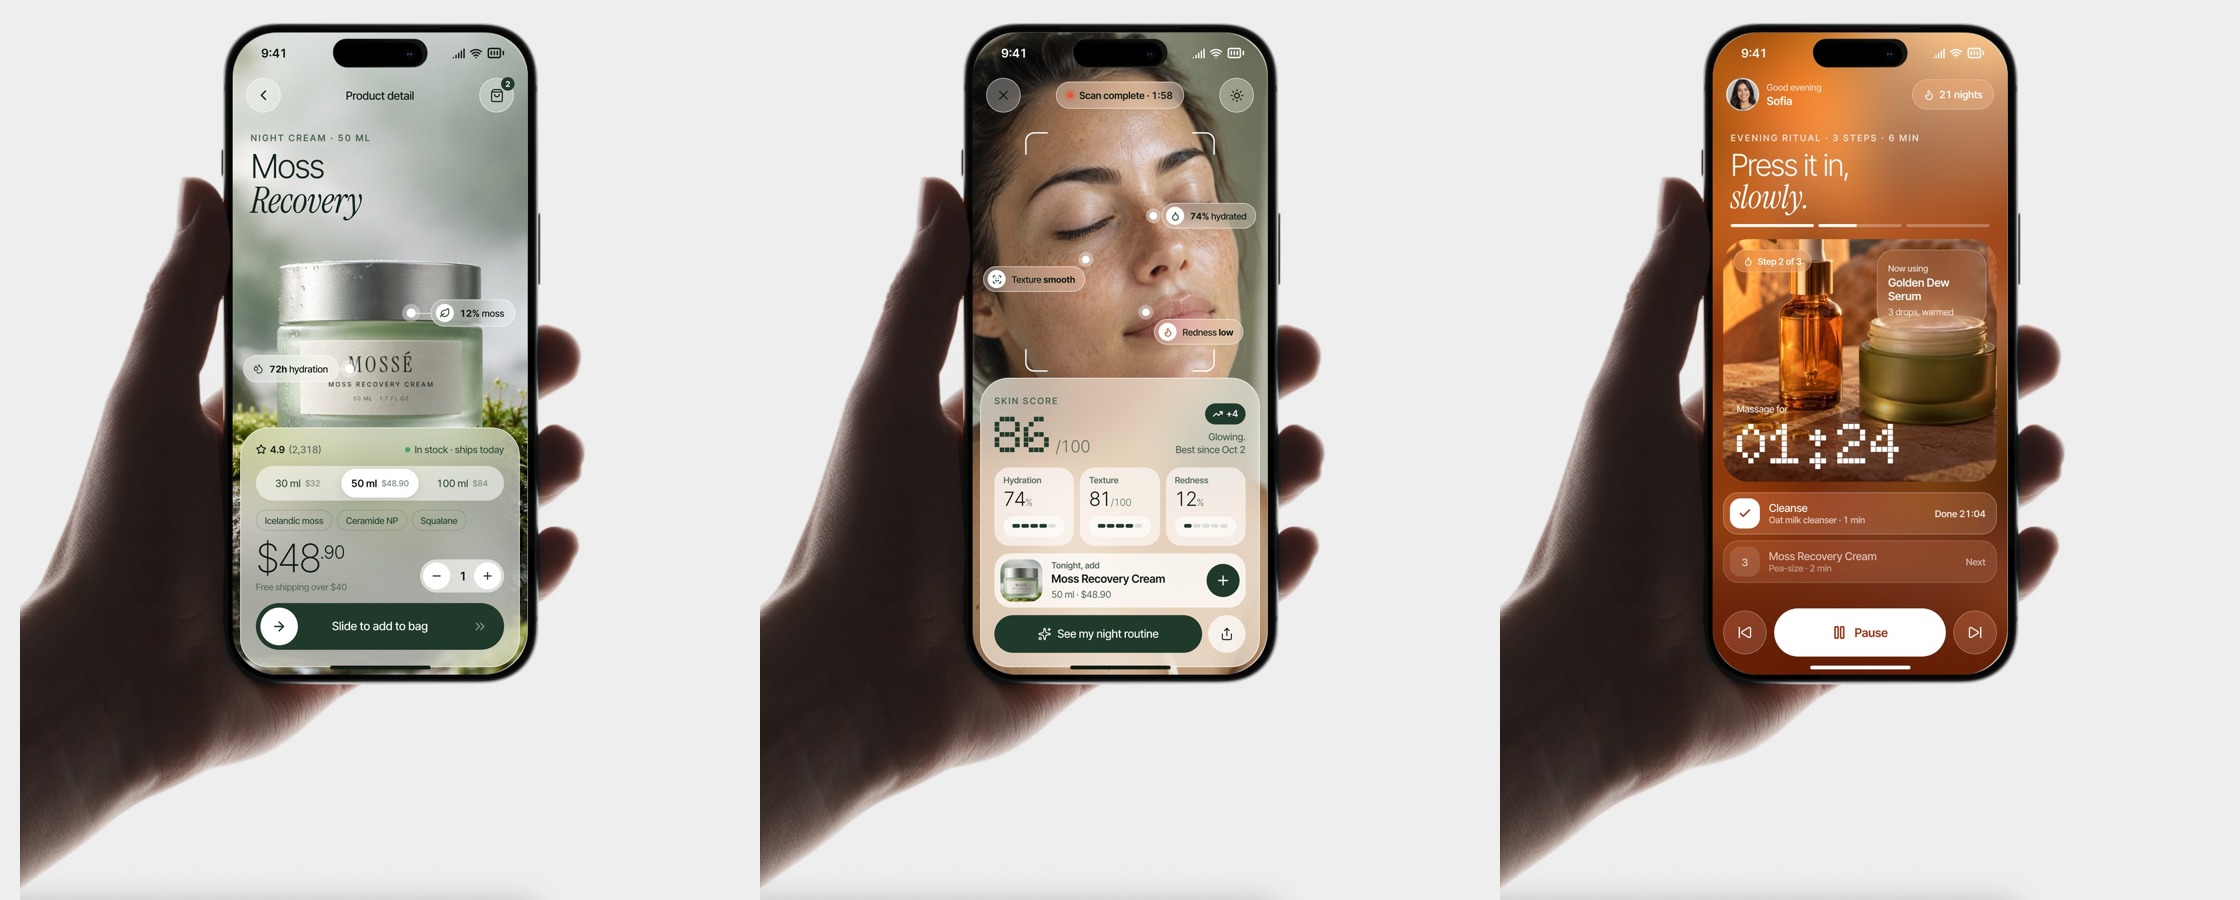 9:41
Product detail
2
NIGHT CREAM · 50 ML
Moss
Recovery
12% moss
72h hydration
MOSSÉ
MOSS RECOVERY CREAM
50 ML · 1.7 FL OZ
4.9 (2,318)
In stock · ships today
30 ml $32
50 ml $48.90
100 ml $84
Icelandic moss
Ceramide NP
Squalane
$48.90
Free shipping over $40
− 1 +
Slide to add to bag
9:41
Scan complete · 1:58
74% hydrated
Texture smooth
Redness low
SKIN SCORE
86 /100
+4
Glowing.
Best since Oct 2
Hydration
74%
Texture
81/100
Redness
12%
Tonight, add
Moss Recovery Cream
50 ml · $48.90
See my night routine
9:41
Good evening
Sofia
21 nights
EVENING RITUAL · 3 STEPS · 6 MIN
Press it in,
slowly.
Step 2 of 3
Now using
Golden Dew
Serum
3 drops, warmed
Massage for
01:24
Cleanse
Oat milk cleanser · 1 min
Done 21:04
3
Moss Recovery Cream
Pea-size · 2 min
Next
Pause